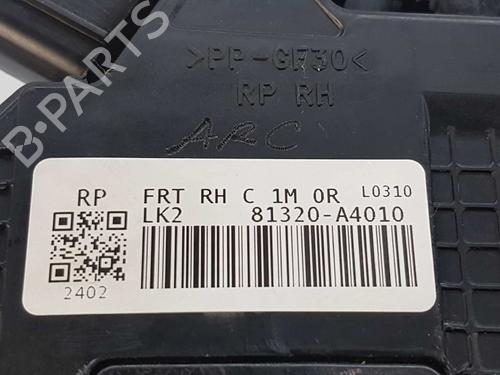 >PP-GF30<
RP RH
ARC
RP FRT RH C 1M 0R L0310
LK2 81320-A4010
2402
B-PARTS